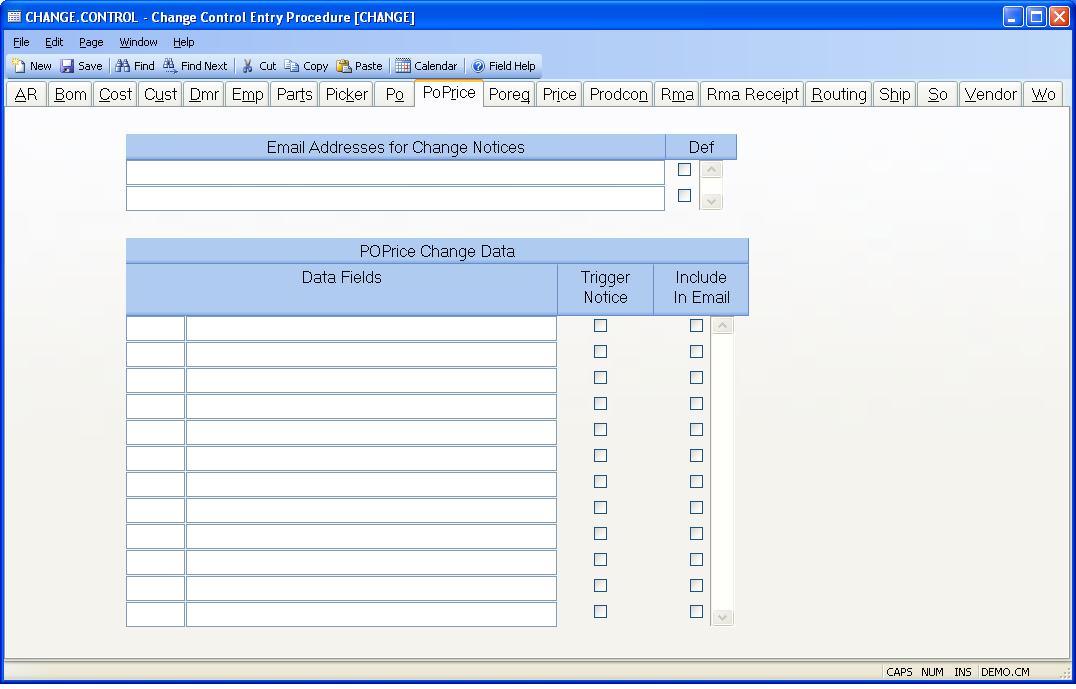 CHANGE.CONTROL - Change Control Entry Procedure [CHANGE]
File Edit Page Window Help
New Save Find Find Next Cut Copy Paste Calendar Field Help
AR Bom Cost Cust Dmr Emp Parts Picker Po PoPrice Poreq Price Prodcon Rma Rma Receipt Routing Ship So Vendor Wo
Email Addresses for Change Notices Def
POPrice Change Data
Data Fields Trigger Include
Notice In Email
CAPS NUM INS DEMO.CM